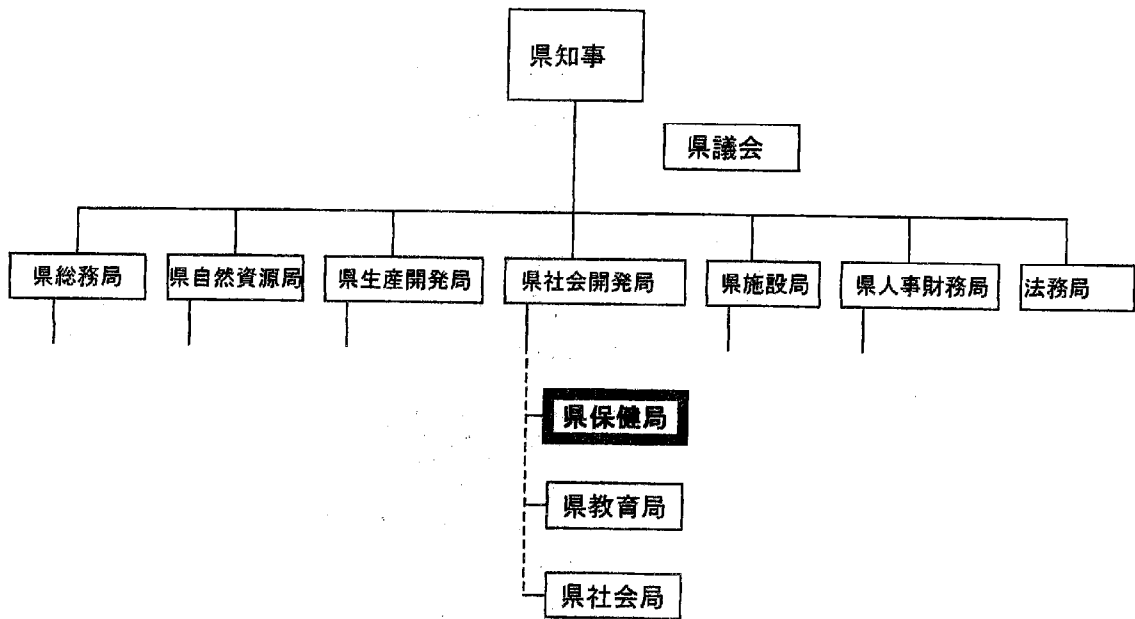 県知事
県議会
県総務局
県自然資源局
県生産開発局
県社会開発局
県施設局
県人事財務局
法務局
県保健局
県教育局
県社会局